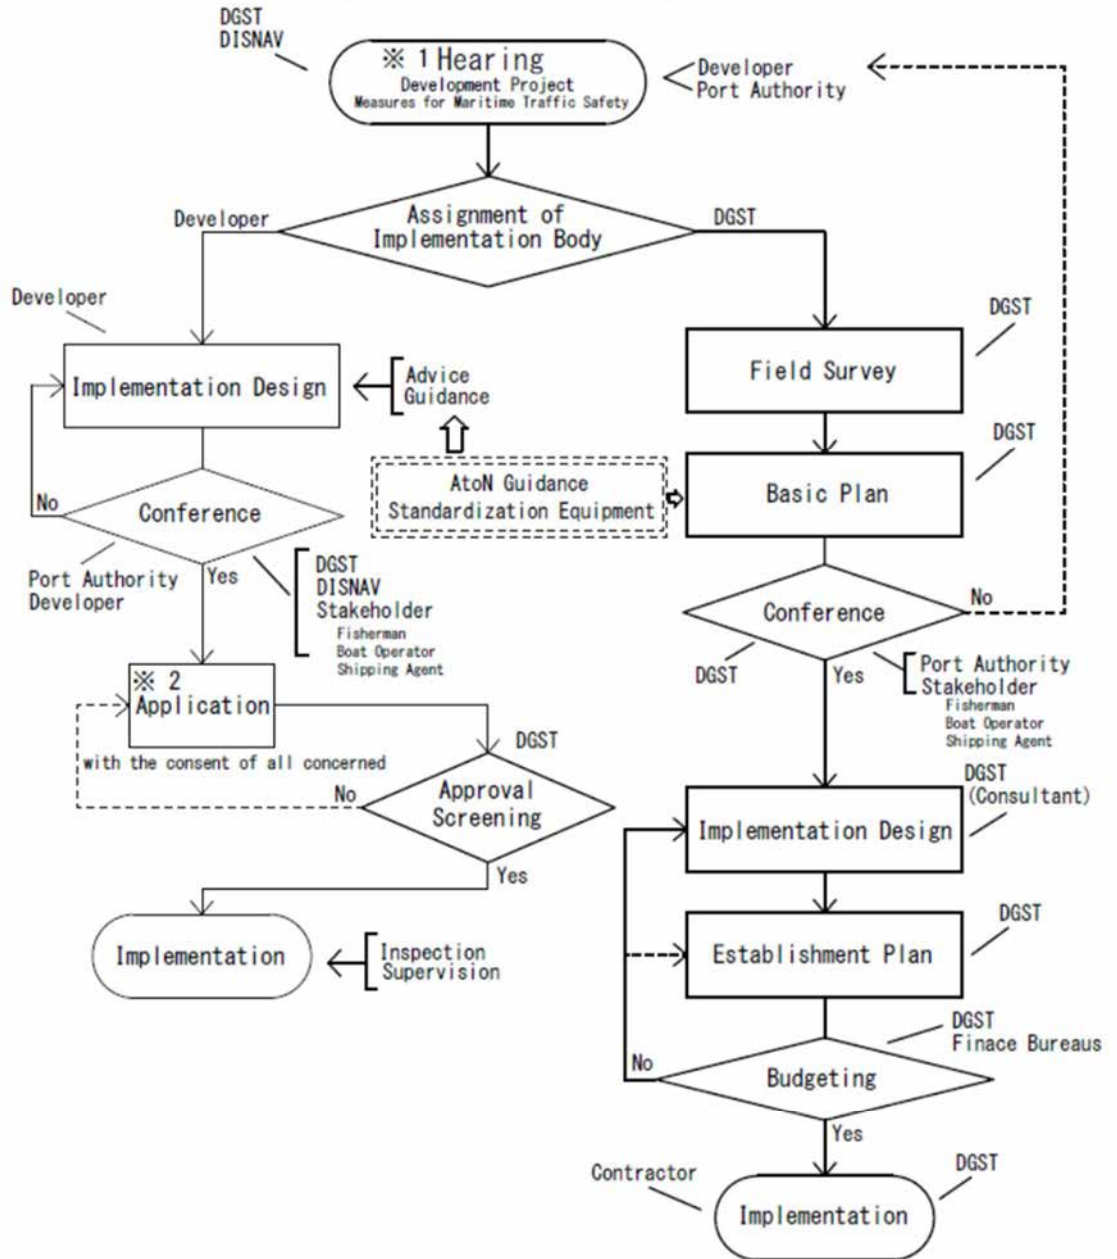 DGST
DISNAV
※ 1 Hearing
Development Project
Measures for Maritime Traffic Safety
Developer
Port Authority
Assignment of
Implementation Body
Developer
DGST
Developer
Implementation Design
Advice
Guidance
DGST
Field Survey
DGST
AtoN Guidance
Standardization Equipment
Basic Plan
No
Conference
Port Authority
Developer
Yes
DGST
DISNAV
Stakeholder
Fisherman
Boat Operator
Shipping Agent
Conference
No
DGST
Yes
Port Authority
Stakeholder
Fisherman
Boat Operator
Shipping Agent
※ 2
Application
with the consent of all concerned
DGST
No
Approval
Screening
Yes
DGST
(Consultant)
Implementation Design
DGST
Establishment Plan
Implementation
Inspection
Supervision
DGST
Finace Bureaus
No
Budgeting
Yes
Contractor
DGST
Implementation